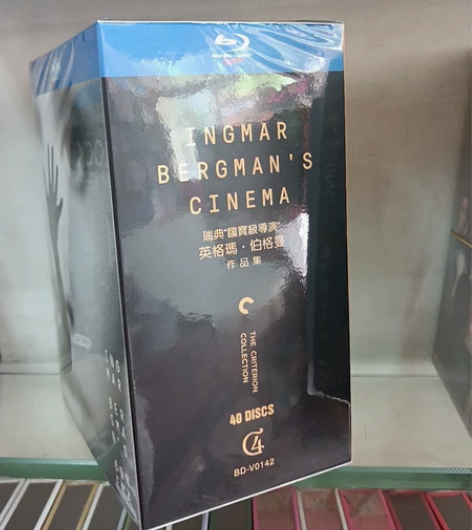 INGMAR
BERGMAN'S
CINEMA
瑞典"國寶級導演"
英格瑪·伯格曼
作品集
THE CRITERION
COLLECTION
40 DISCS
C4
BD-V0142